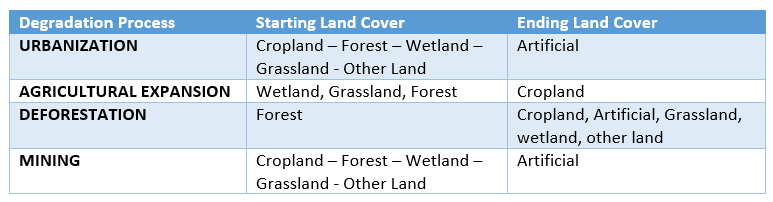 Degradation Process Starting Land Cover Ending Land Cover
URBANIZATION Cropland – Forest – Wetland – Artificial
Grassland - Other Land
AGRICULTURAL EXPANSION Wetland, Grassland, Forest Cropland
DEFORESTATION Forest Cropland, Artificial, Grassland,
wetland, other land
MINING Cropland – Forest – Wetland – Artificial
Grassland - Other Land